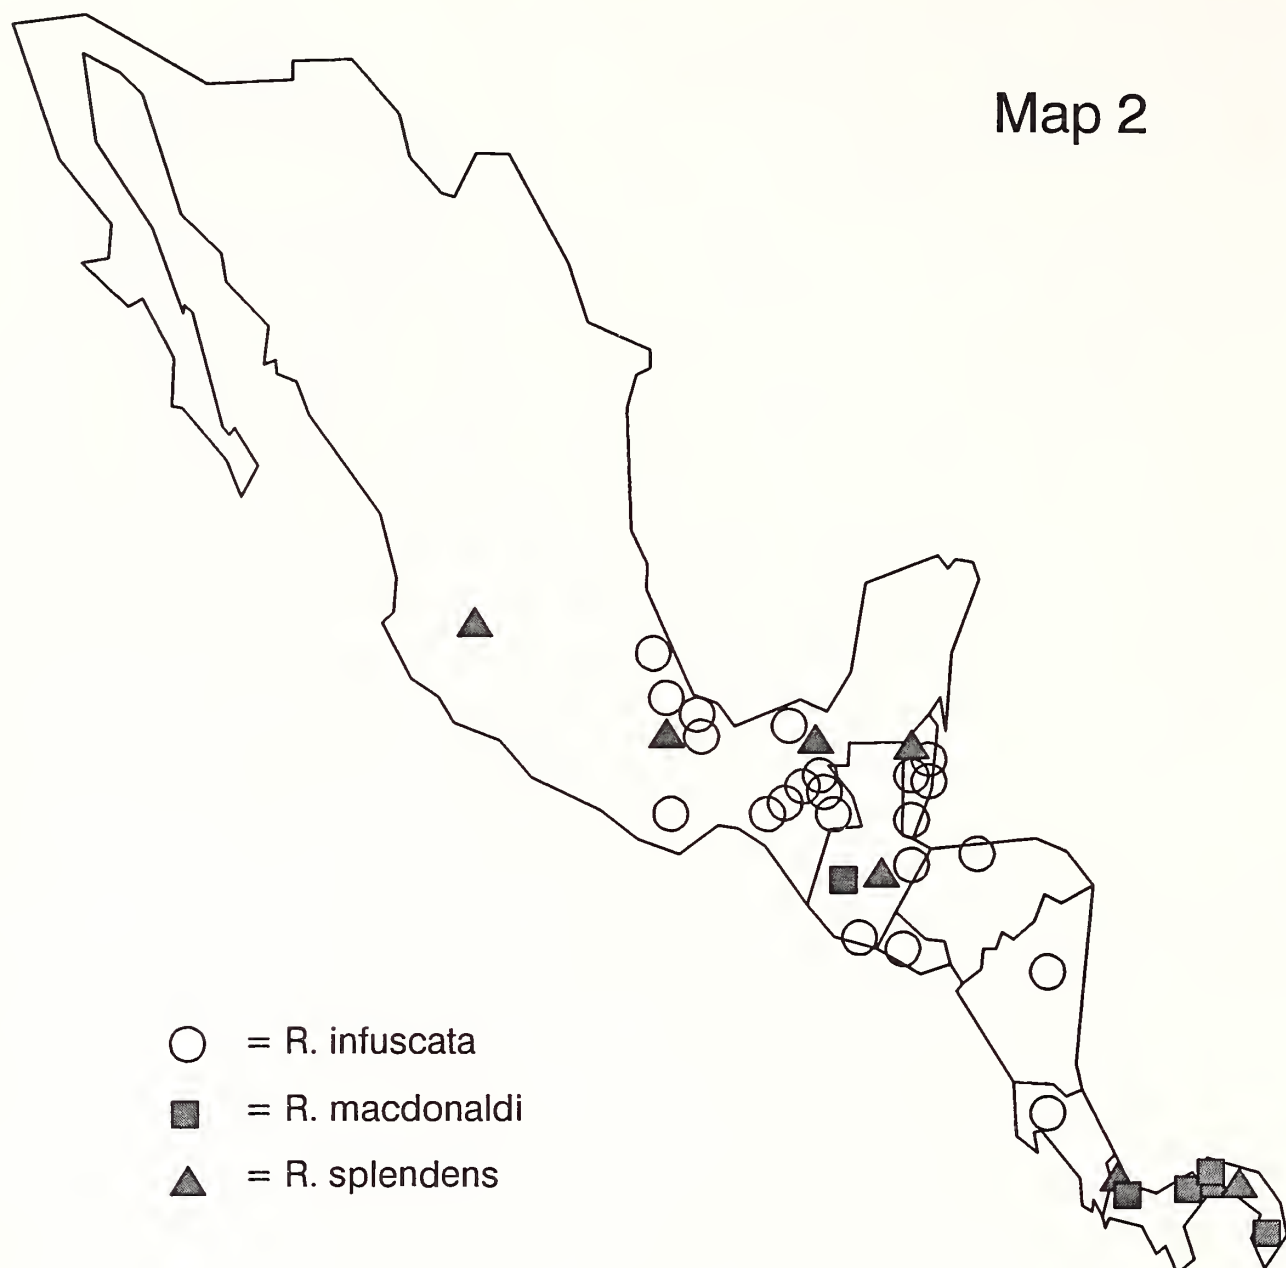 Map 2
= R. infuscata
= R. macdonaldi
= R. splendens